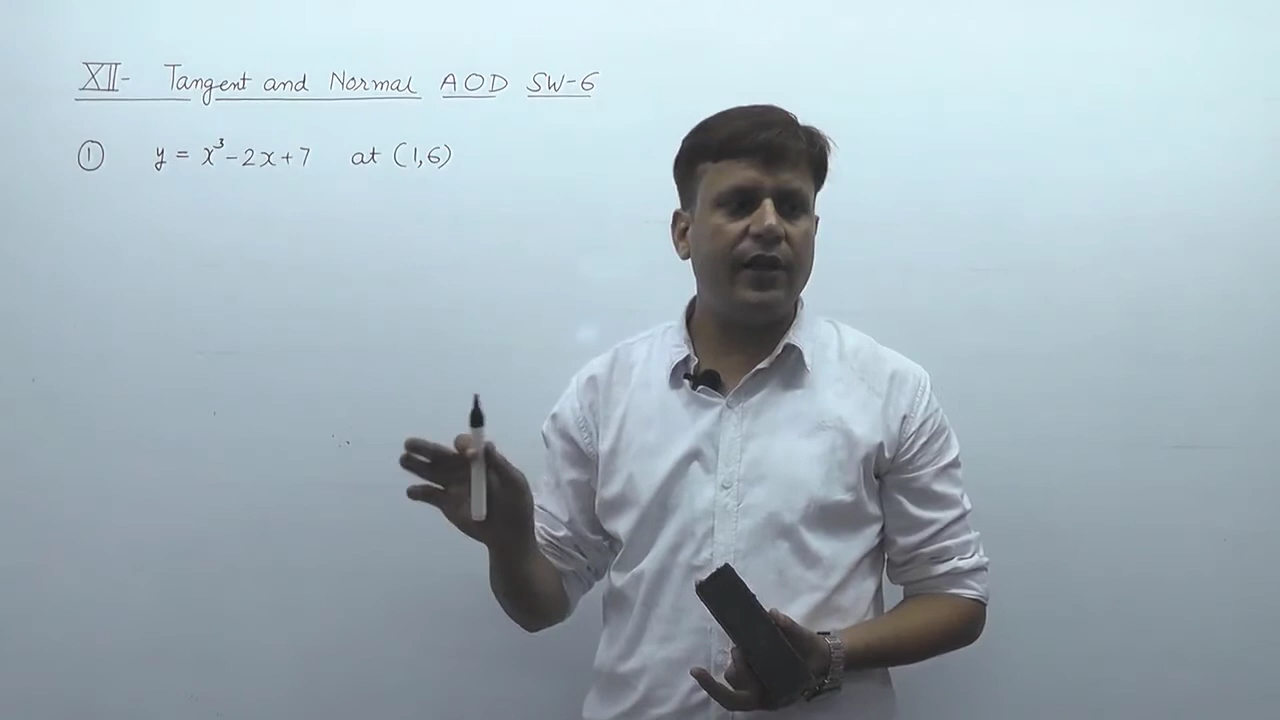 XII- Tangent and Normal AOD SW-6
① y = x³-2x+7 at (1,6)